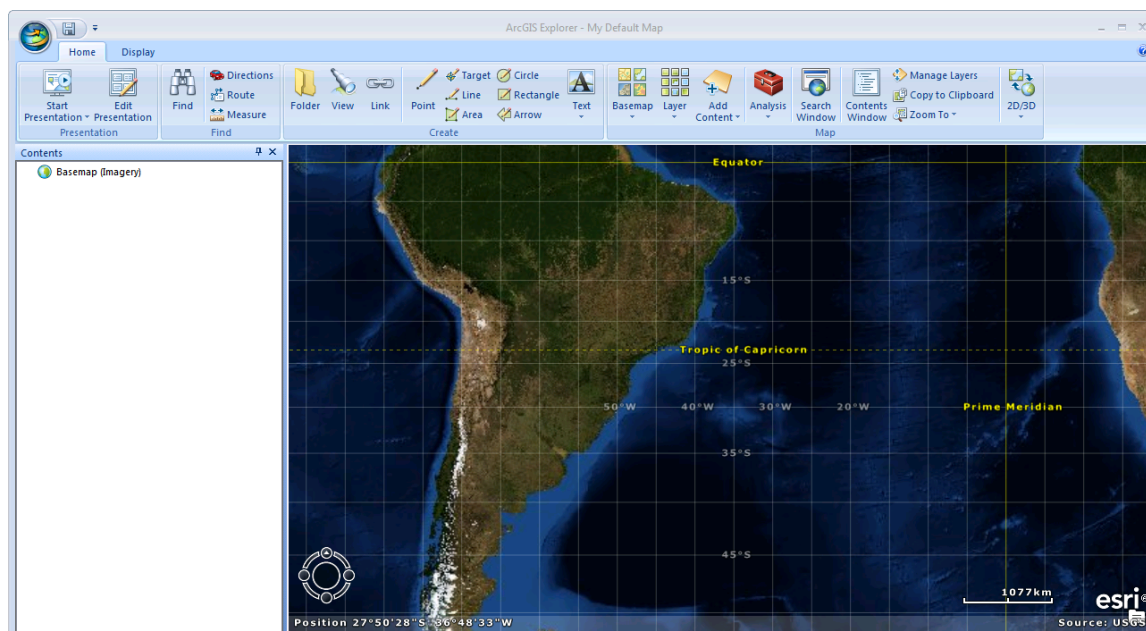 ArcGIS Explorer - My Default Map
Home Display
Start Presentation
Edit Presentation
Presentation
Find
Directions
Route
Measure
Find
Folder
View
Link
Point
Target
Line
Area
Circle
Rectangle
Arrow
Text
Create
Basemap
Layer
Add Content
Analysis
Search Window
Contents Window
Manage Layers
Copy to Clipboard
Zoom To
2D/3D
Map
Contents
Basemap (Imagery)
Equator
15°S
Tropic of Capricorn
25°S
50°W 40°W 30°W 20°W Prime Meridian
35°S
45°S
1077km
esri
Position 27°50'28"S 36°48'33"W
Source: